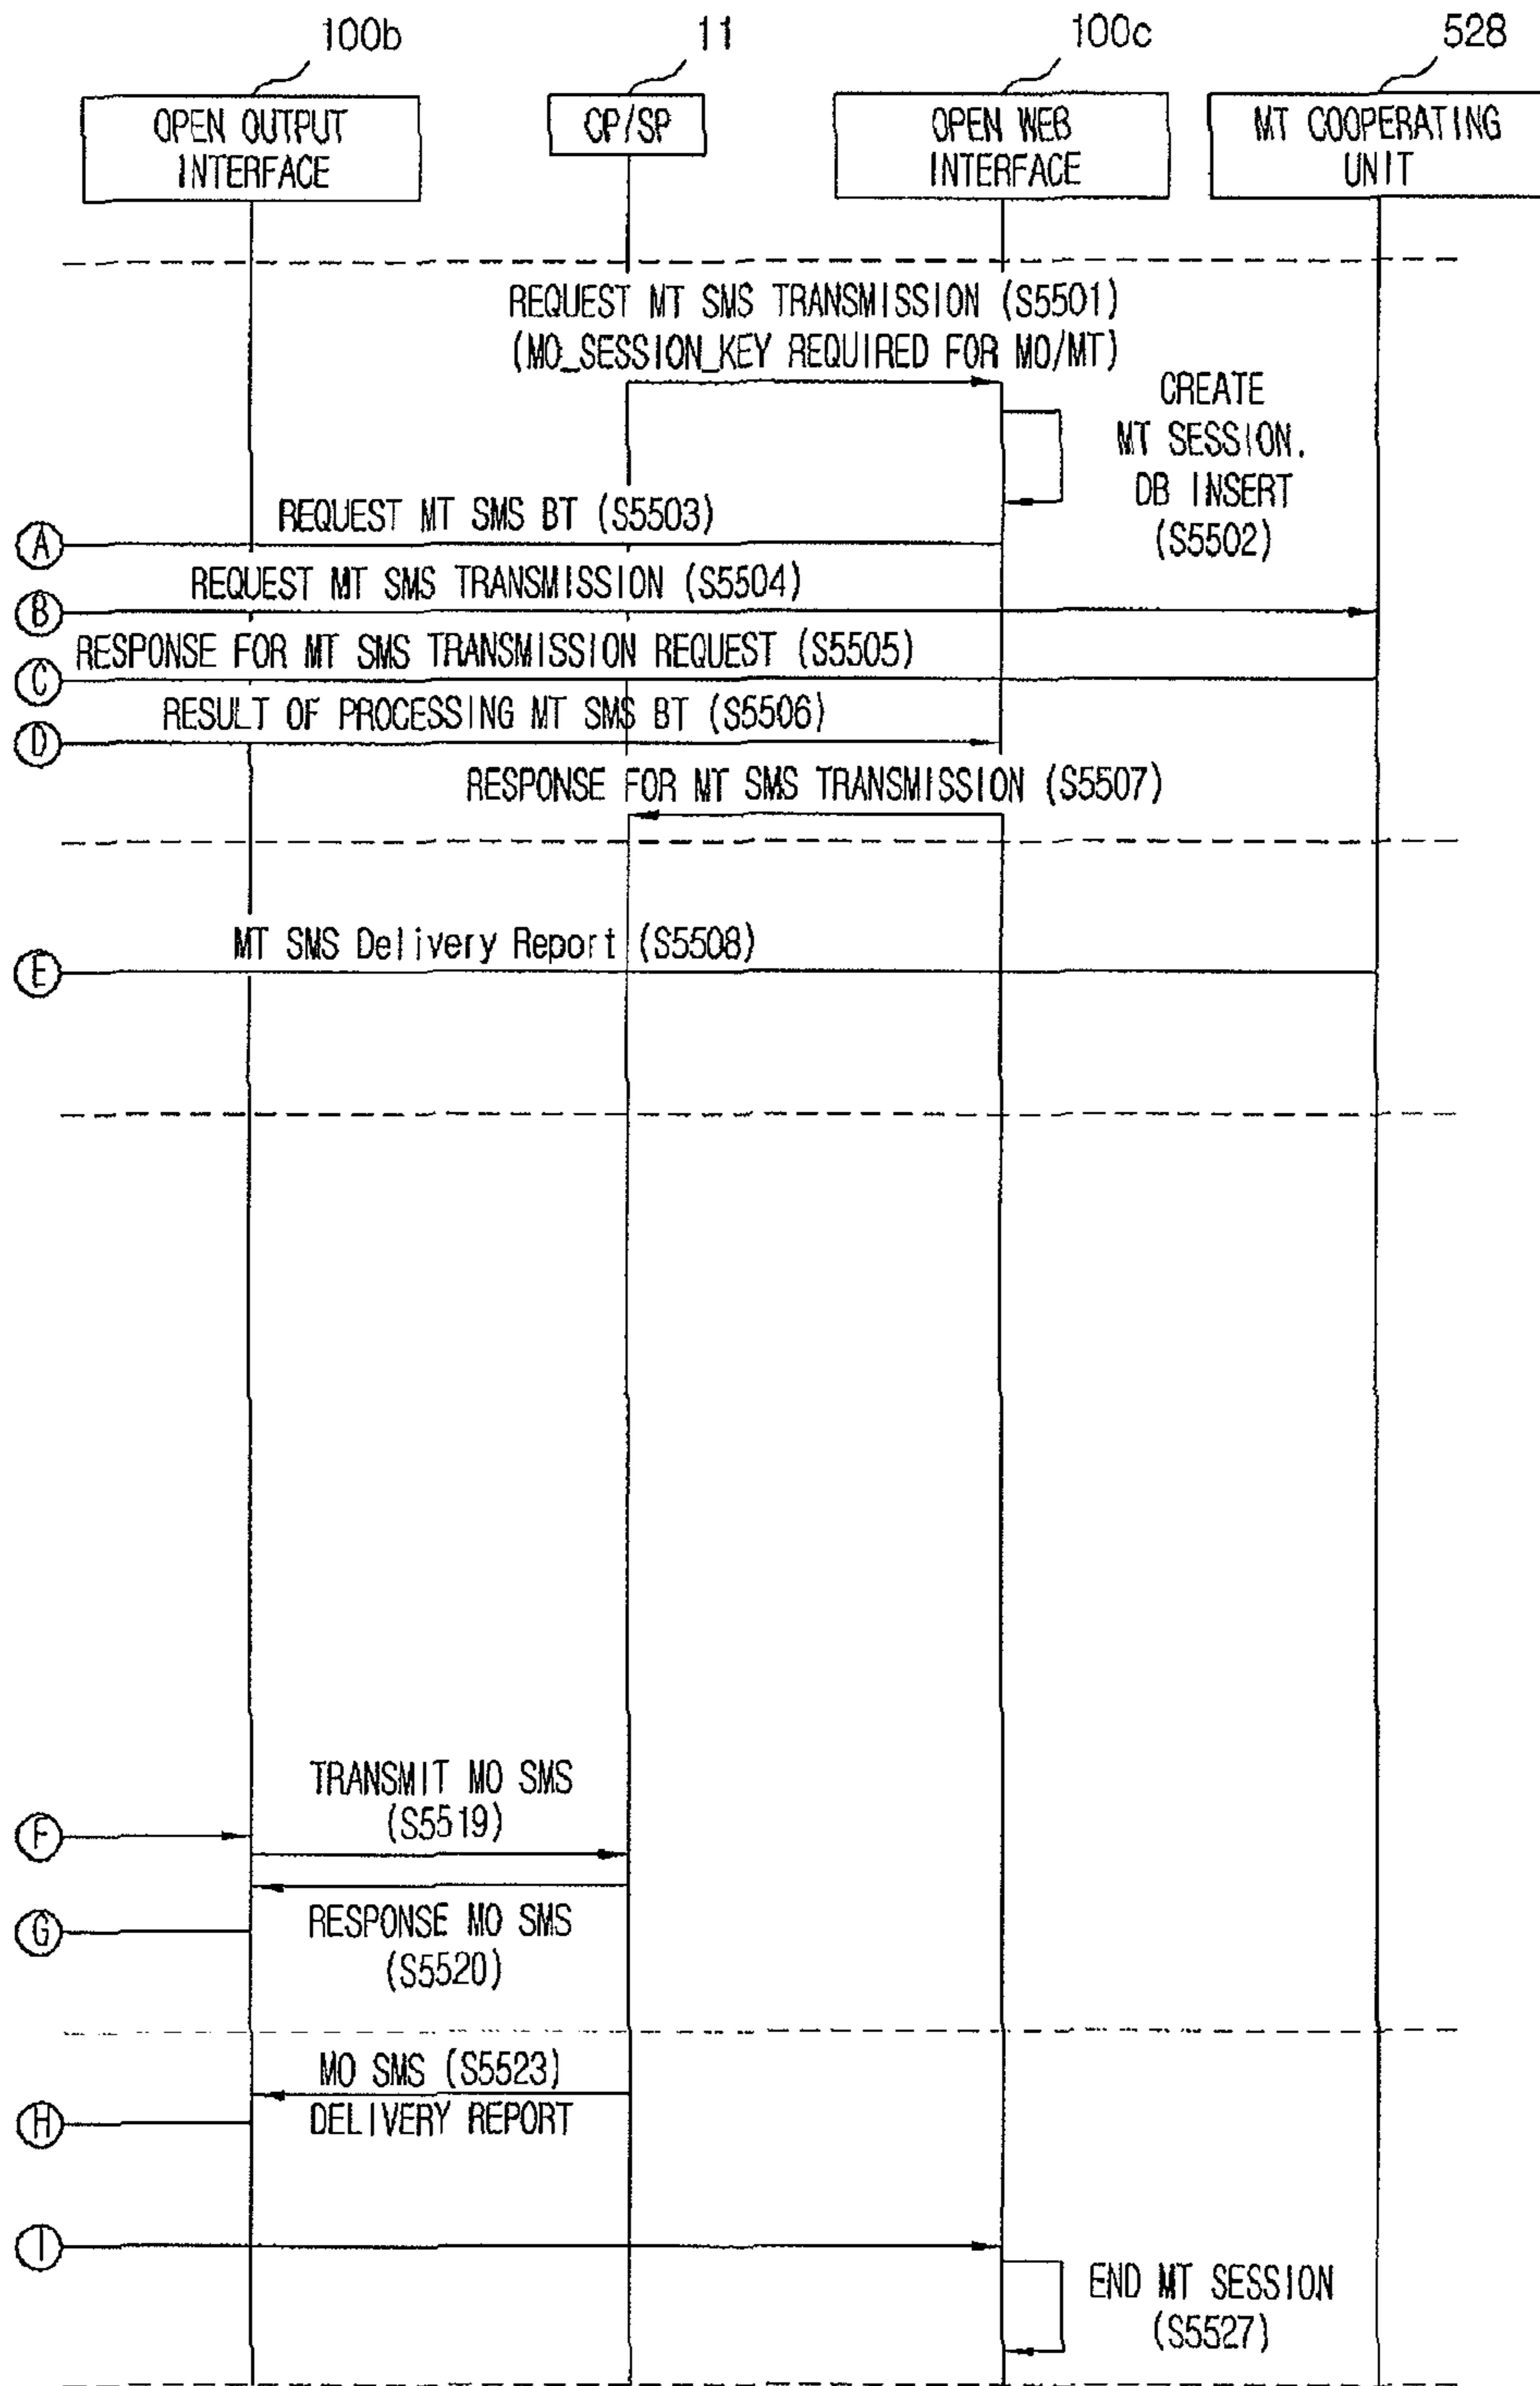 100b
11
100c
528
OPEN OUTPUT
INTERFACE
CP/SP
OPEN WEB
INTERFACE
MT COOPERATING
UNIT
REQUEST MT SMS TRANSMISSION (S5501)
(MO_SESSION_KEY REQUIRED FOR MO/MT)
CREATE
MT SESSION.
DB INSERT
(S5502)
REQUEST MT SMS BT (S5503)
A
REQUEST MT SMS TRANSMISSION (S5504)
B
RESPONSE FOR MT SMS TRANSMISSION REQUEST (S5505)
C
RESULT OF PROCESSING MT SMS BT (S5506)
D
RESPONSE FOR MT SMS TRANSMISSION (S5507)
MT SMS Delivery Report (S5508)
E
TRANSMIT MO SMS
(S5519)
F
RESPONSE MO SMS
(S5520)
G
MO SMS (S5523)
DELIVERY REPORT
H
I
END MT SESSION
(S5527)